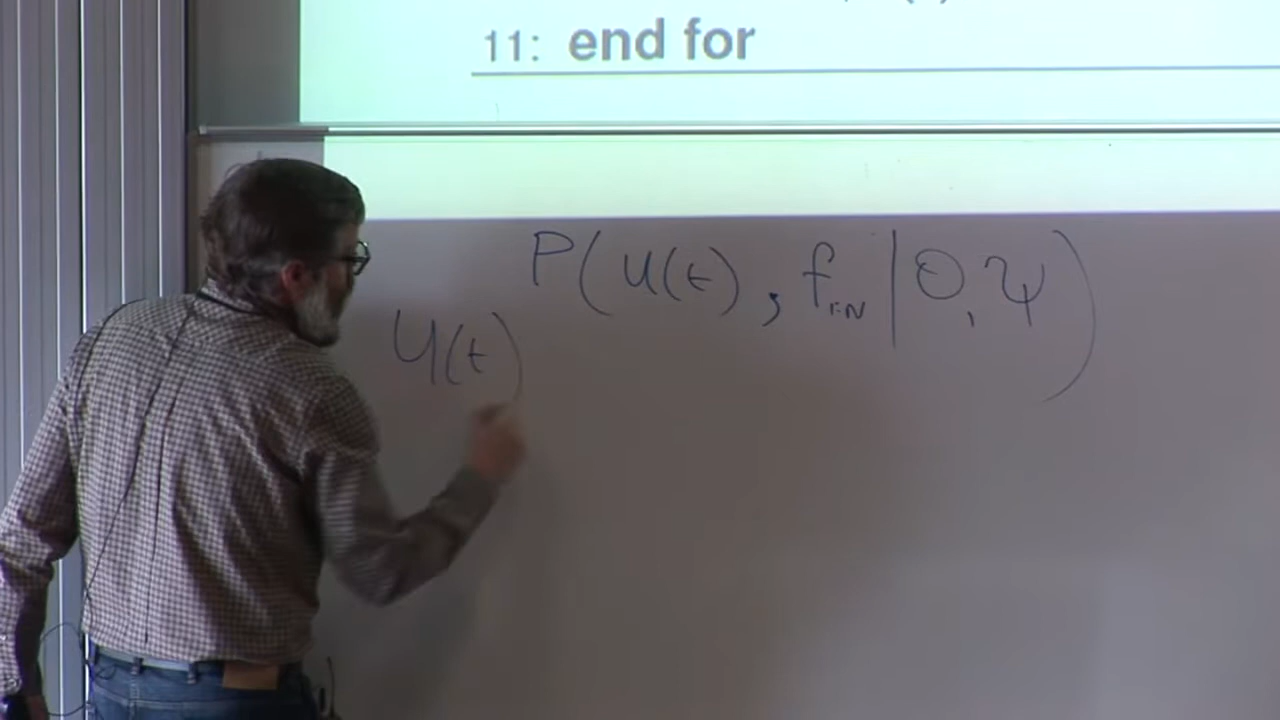 11: end for
P(u(t), f₁:N | Θ, Ψ)
y(t)